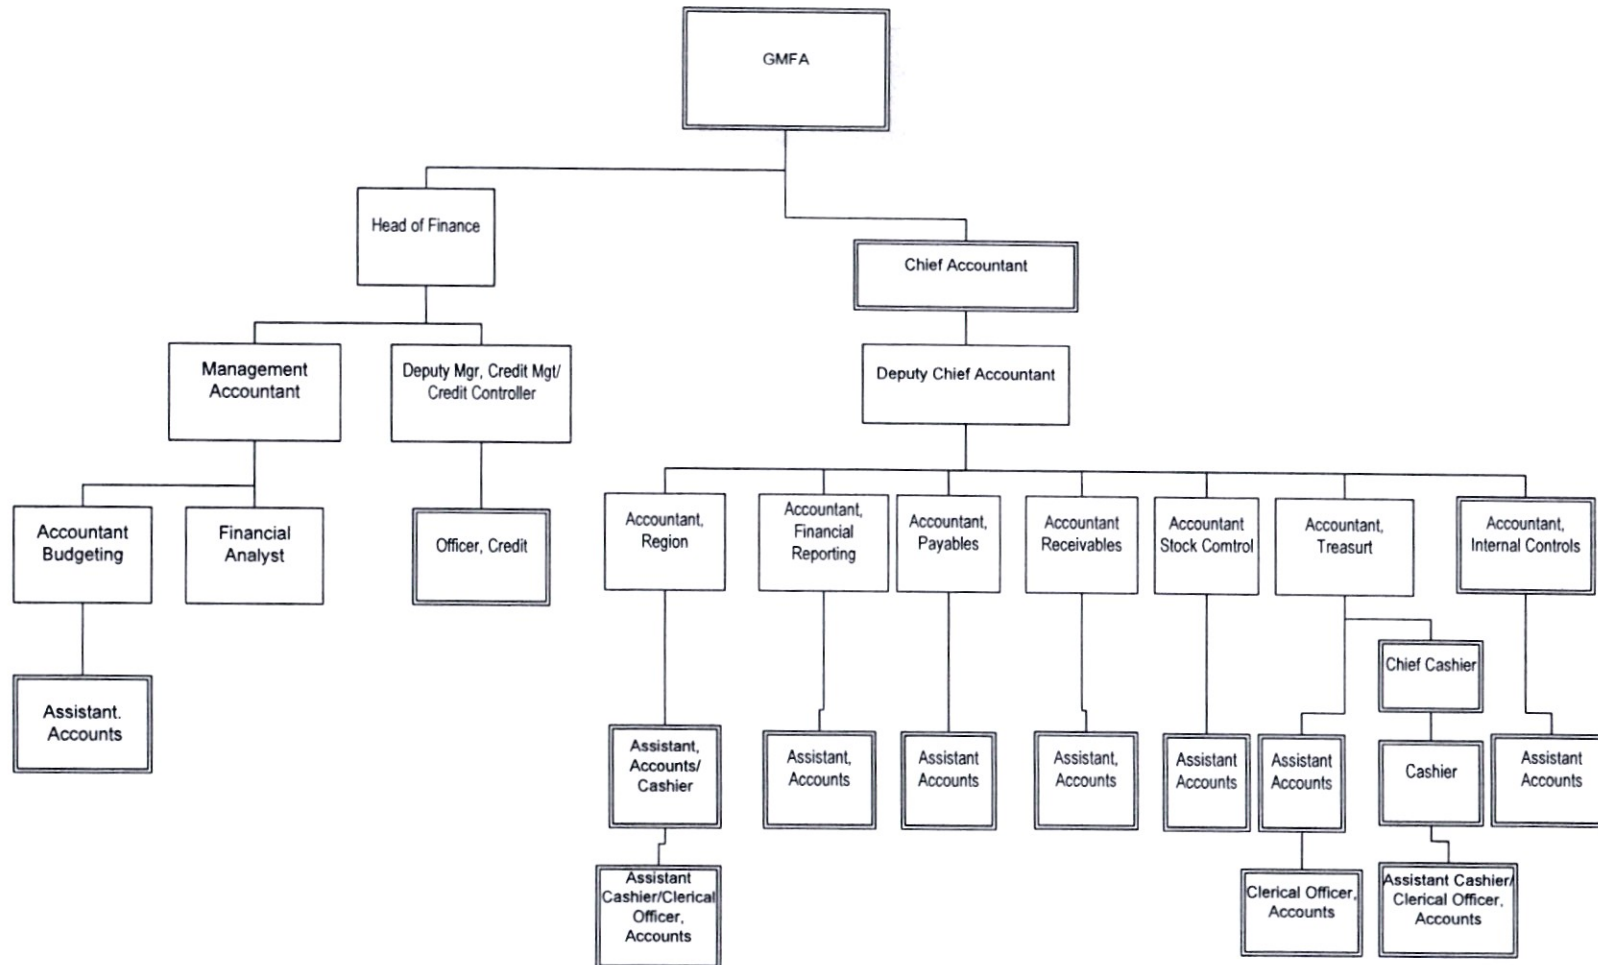 GMFA
Head of Finance
Chief Accountant
Management
Accountant
Deputy Mgr, Credit Mgt/
Credit Controller
Deputy Chief Accountant
Accountant
Budgeting
Financial
Analyst
Officer, Credit
Accountant,
Region
Accountant,
Financial
Reporting
Accountant,
Payables
Accountant
Receivables
Accountant
Stock Comtrol
Accountant,
Treasurt
Accountant,
Internal Controls
Chief Cashier
Assistant.
Accounts
Assistant,
Accounts/
Cashier
Assistant,
Accounts
Assistant
Accounts
Assistant,
Accounts
Assistant
Accounts
Assistant
Accounts
Cashier
Assistant
Accounts
Assistant
Cashier/Clerical
Officer,
Accounts
Clerical Officer,
Accounts
Assistant Cashier/
Clerical Officer,
Accounts